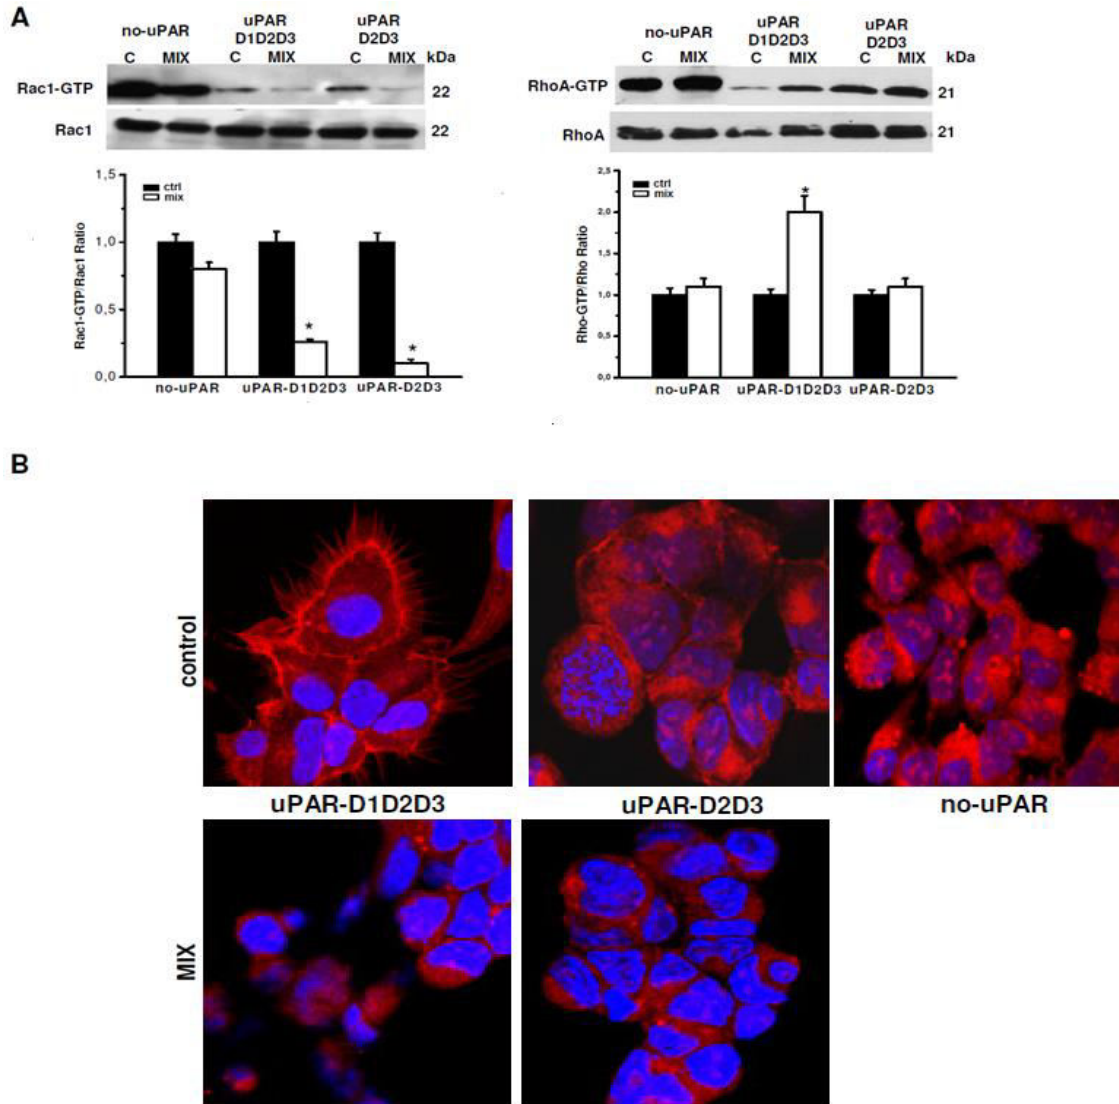 A
no-uPAR uPAR D1D2D3 uPAR D2D3
C MIX C MIX C MIX kDa
Rac1-GTP 22
Rac1 22
1,5
1,0
0,5
0,0
Rac1-GTP/Rac1 Ratio
ctrl
mix
*
*
no-uPAR uPAR-D1D2D3 uPAR-D2D3
no-uPAR uPAR D1D2D3 uPAR D2D3
C MIX C MIX C MIX kDa
RhoA-GTP 21
RhoA 21
2,5
2,0
1,5
1,0
0,5
0,0
Rho-GTP/Rho Ratio
ctrl
mix
*
no-uPAR uPAR-D1D2D3 uPAR-D2D3
B
control
uPAR-D1D2D3 uPAR-D2D3 no-uPAR
MIX